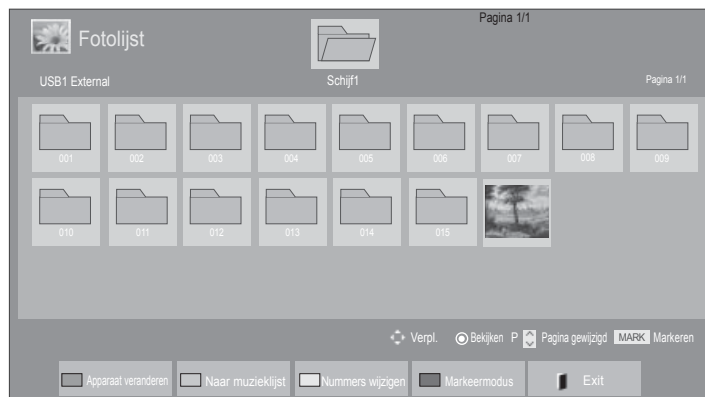 Pagina 1/1
Fotolijst
USB1 External
Schijf1
Pagina 1/1
001 002 003 004 005 006 007 008 009
010 011 012 013 014 015
Verpl. Bekijken P Pagina gewijzigd MARK Markeren
Apparaat veranderen Naar muzieklijst Nummers wijzigen Markeermodus Exit